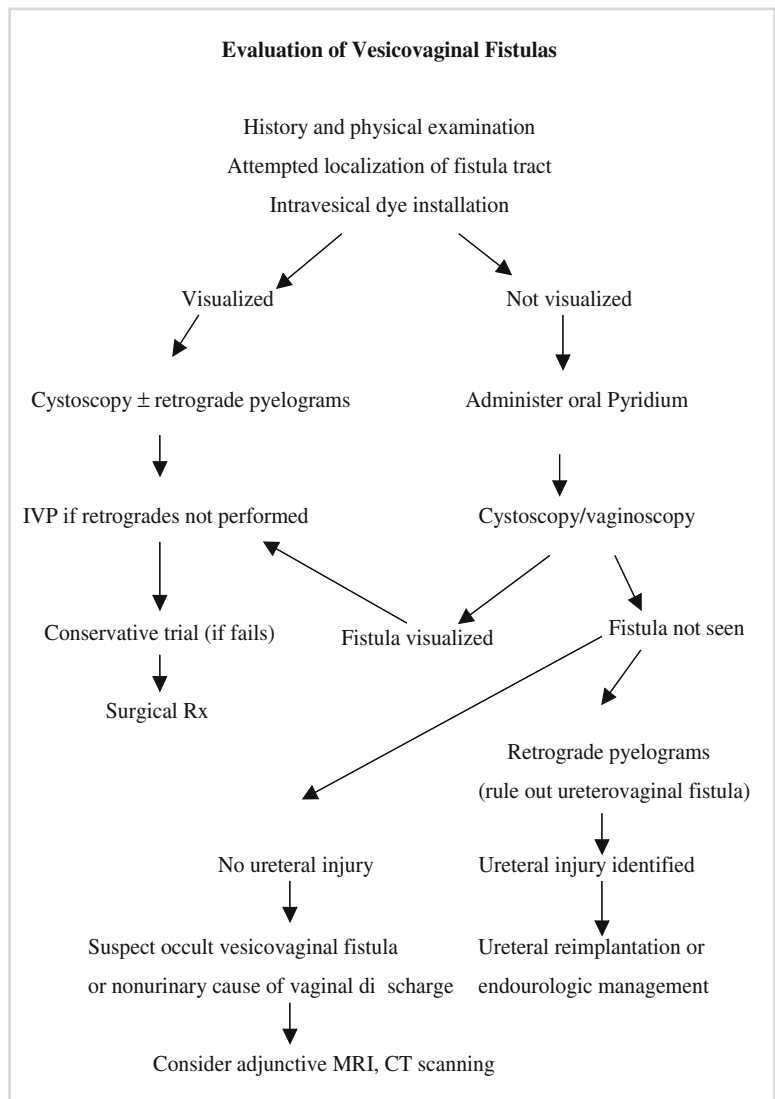 Evaluation of Vesicovaginal Fistulas
History and physical examination
Attempted localization of fistula tract
Intravesical dye installation
Visualized
Not visualized
Cystoscopy ± retrograde pyelograms
Administer oral Pyridium
IVP if retrogrades not performed
Cystoscopy/vaginoscopy
Conservative trial (if fails)
Fistula visualized
Fistula not seen
Surgical Rx
Retrograde pyelograms
(rule out ureterovaginal fistula)
No ureteral injury
Ureteral injury identified
Suspect occult vesicovaginal fistula
or nonurinary cause of vaginal di scharge
Ureteral reimplantation or
endourologic management
Consider adjunctive MRI, CT scanning